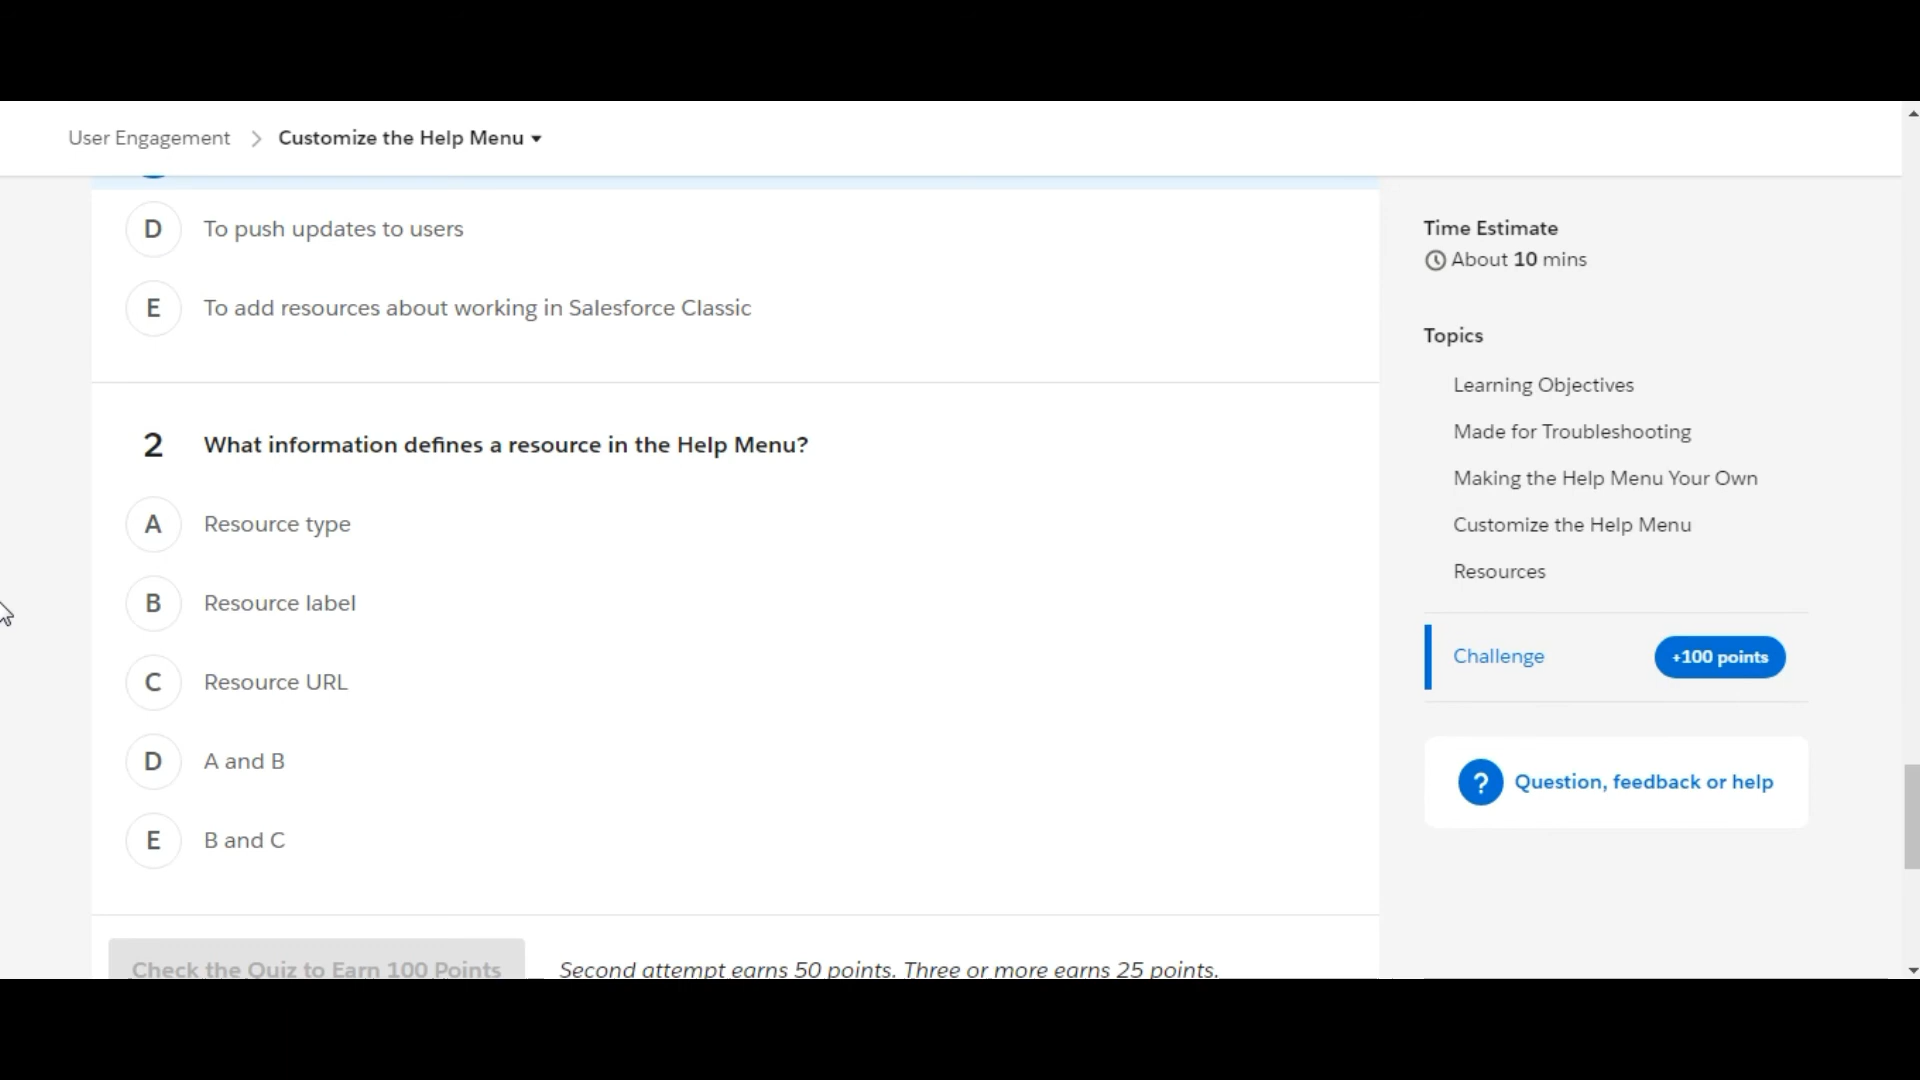 User Engagement > Customize the Help Menu
D To push updates to users
E To add resources about working in Salesforce Classic
2 What information defines a resource in the Help Menu?
A Resource type
B Resource label
C Resource URL
D A and B
E B and C
Check the Quiz to Earn 100 Points
Second attempt earns 50 points. Three or more earns 25 points.
Time Estimate
About 10 mins
Topics
Learning Objectives
Made for Troubleshooting
Making the Help Menu Your Own
Customize the Help Menu
Resources
Challenge +100 points
? Question, feedback or help